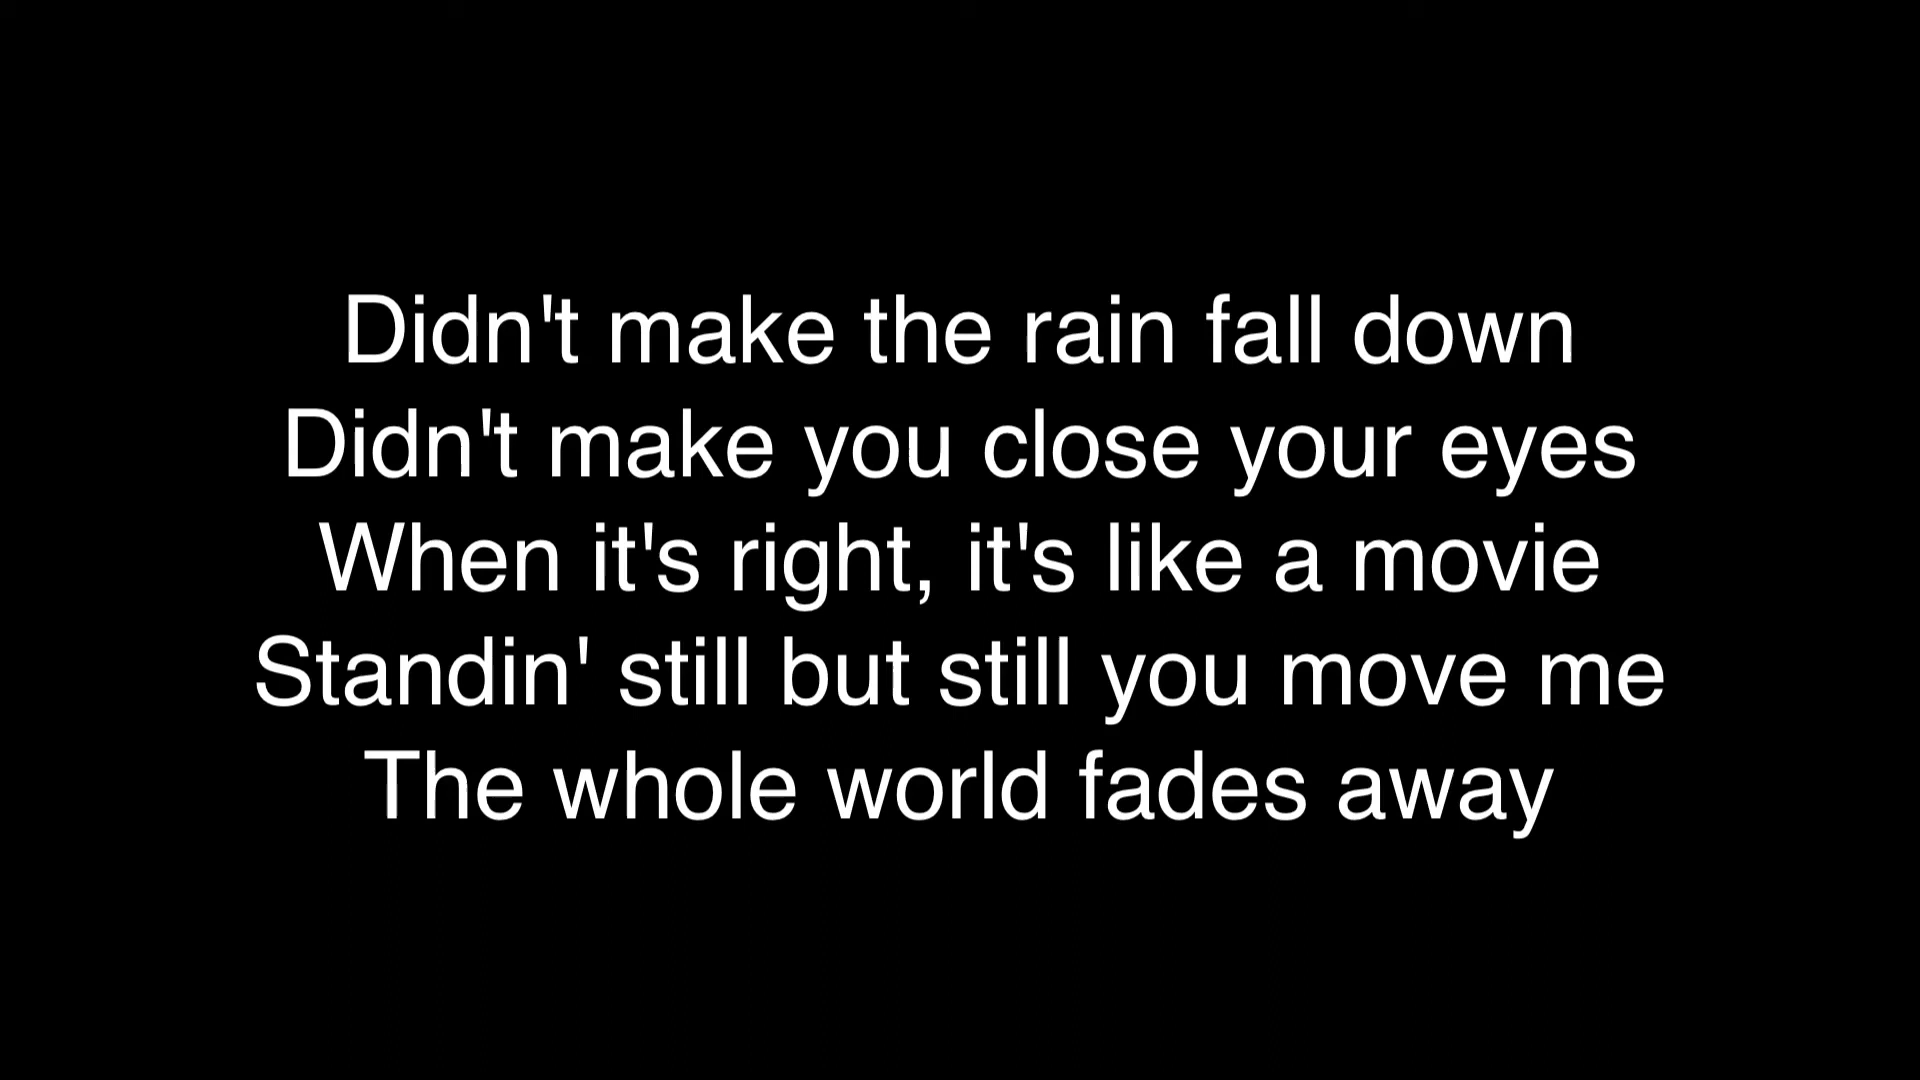 Didn't make the rain fall down
Didn't make you close your eyes
When it's right, it's like a movie
Standin' still but still you move me
The whole world fades away